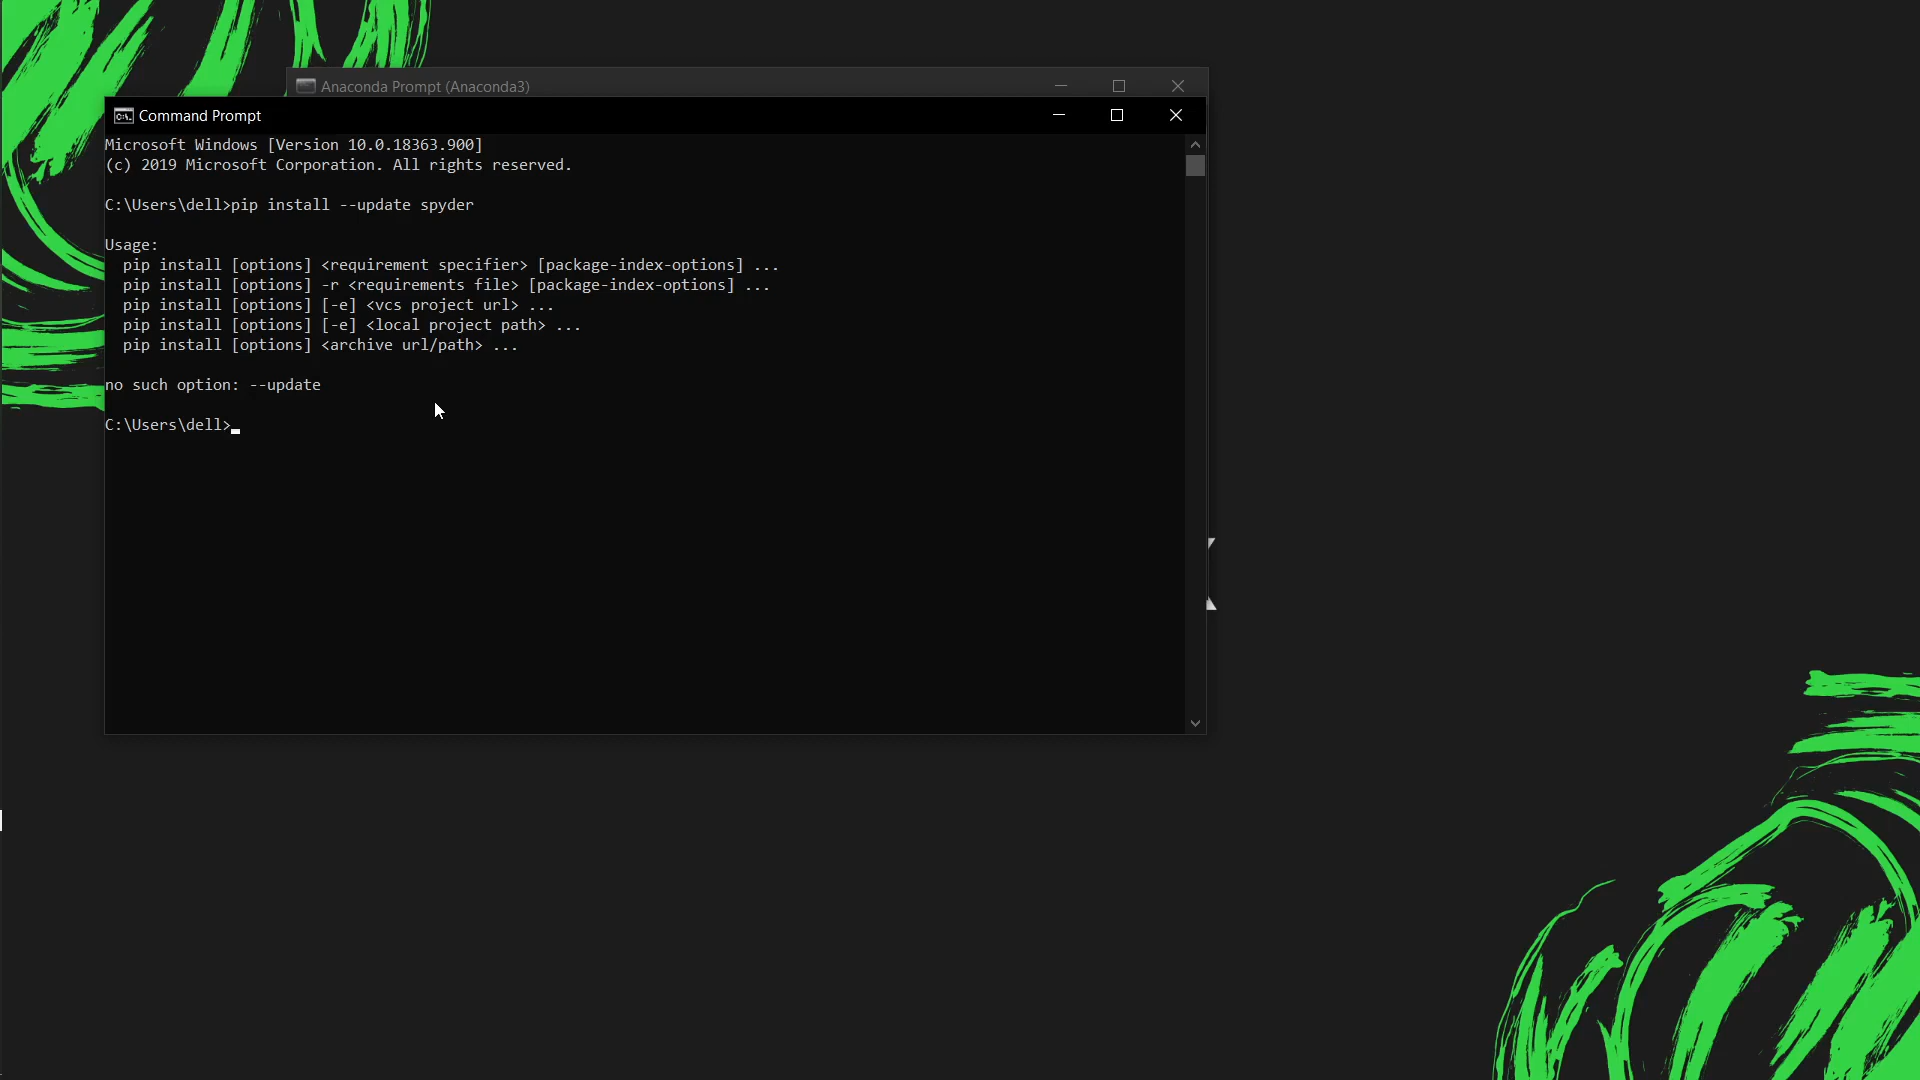 Anaconda Prompt (Anaconda3)
Command Prompt
Microsoft Windows [Version 10.0.18363.900]
(c) 2019 Microsoft Corporation. All rights reserved.
C:\Users\dell>pip install --update spyder
Usage:
  pip install [options] <requirement specifier> [package-index-options] ...
  pip install [options] -r <requirements file> [package-index-options] ...
  pip install [options] [-e] <vcs project url> ...
  pip install [options] [-e] <local project path> ...
  pip install [options] <archive url/path> ...
no such option: --update
C:\Users\dell>